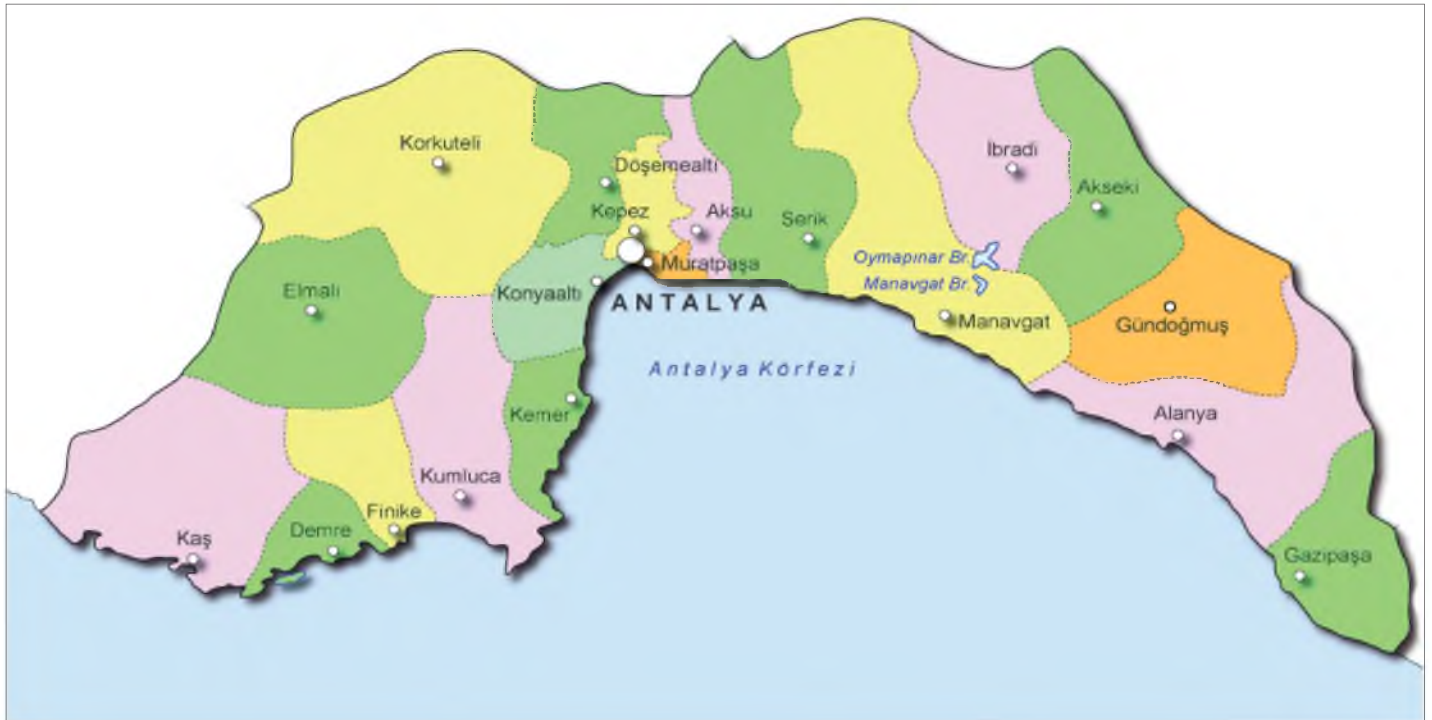 Korkuteli
Döşemealtı
İbradi
Akseki
Kepez
Aksu
Serik
Oymapınar Br.
Muratpaşa
Manavgat Br.
Elmalı
Konyaaltı
ANTALYA
Manavgat
Gündoğmuş
Antalya Körfezi
Kemer
Alanya
Kumluca
Finike
Demre
Kaş
Gazipaşa